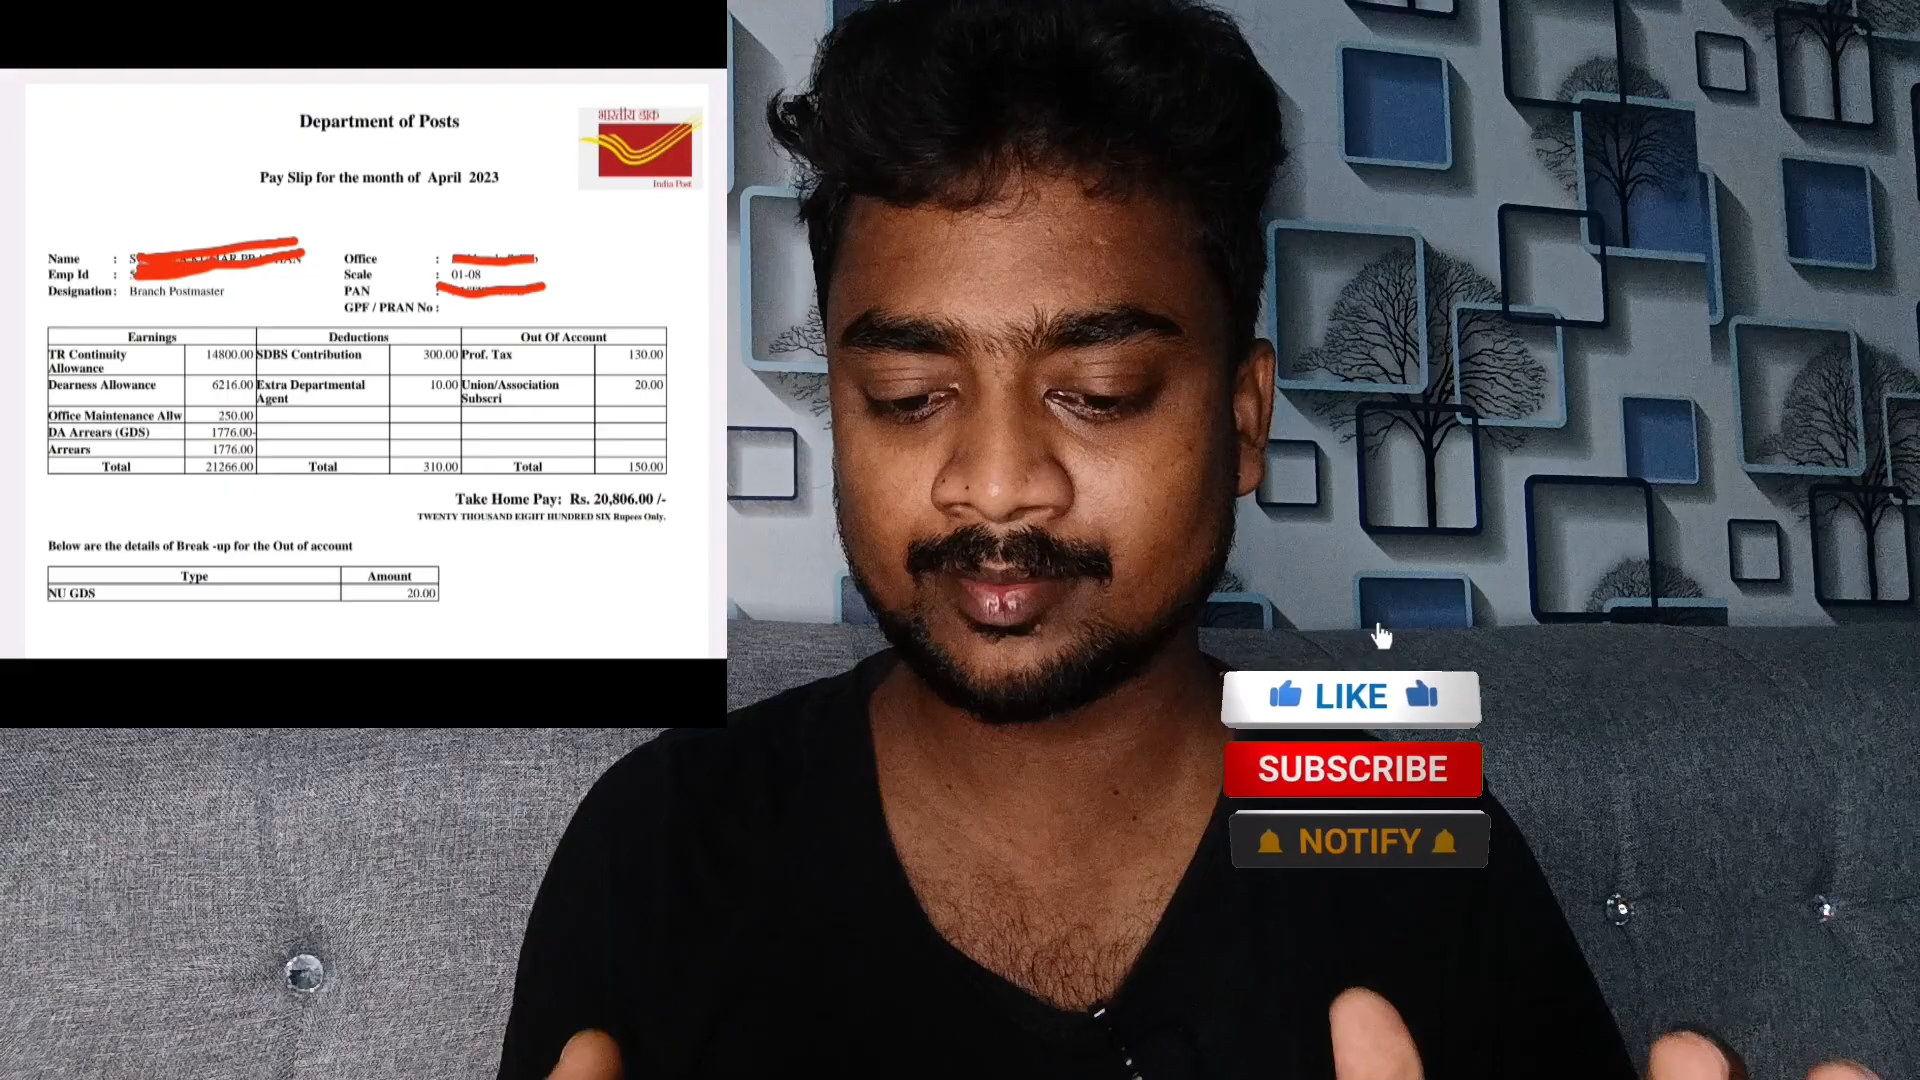 Department of Posts
भारतीय डाक
India Post
Pay Slip for the month of April 2023
Name :
Office :
Emp Id :
Scale : 01-08
Designation : Branch Postmaster
PAN :
GPF / PRAN No :
Earnings Deductions Out Of Account
TR Continuity Allowance 14800.00 SDBS Contribution 300.00 Prof. Tax 130.00
Dearness Allowance 6216.00 Extra Departmental Agent 10.00 Union/Association Subscri 20.00
Office Maintenance Allw 250.00
DA Arrears (GDS) 1776.00-
Arrears 1776.00
Total 21266.00 Total 310.00 Total 150.00
Take Home Pay: Rs. 20,806.00 /-
TWENTY THOUSAND EIGHT HUNDRED SIX Rupees Only.
Below are the details of Break -up for the Out of account
Type Amount
NU GDS 20.00
LIKE
SUBSCRIBE
NOTIFY